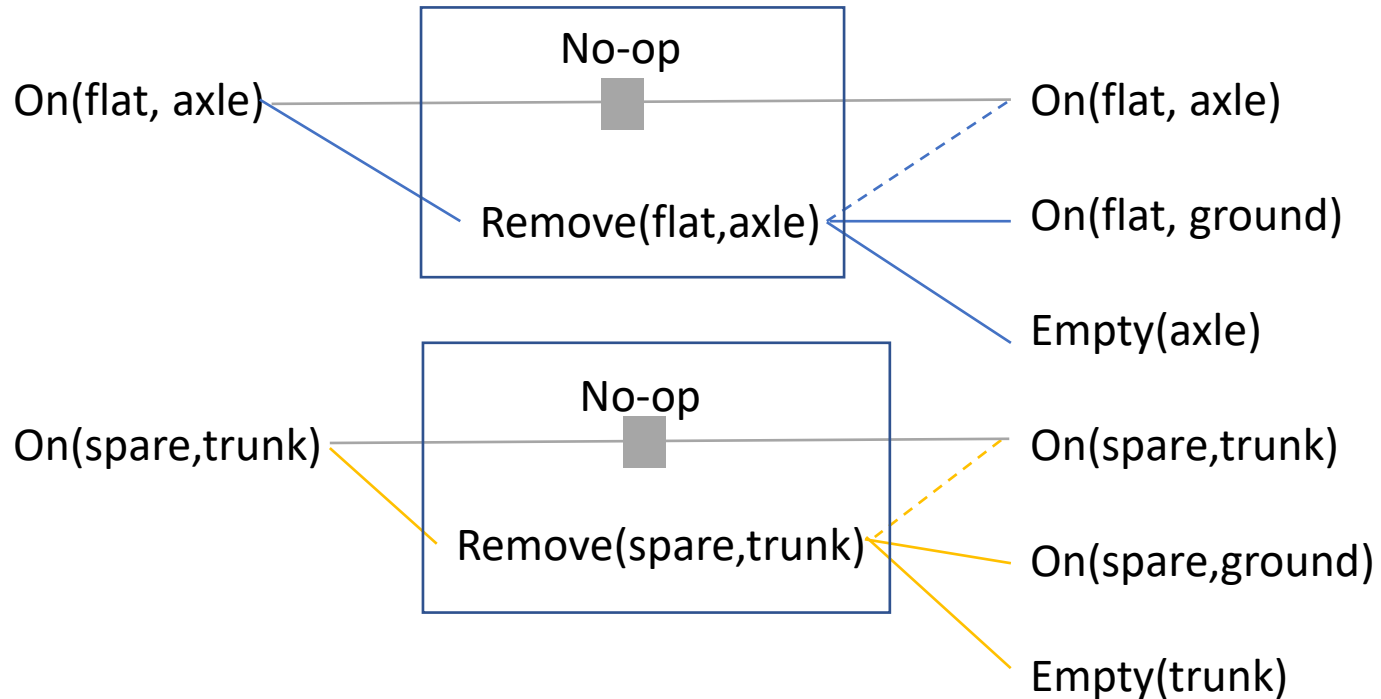 No-op
On(flat, axle)
On(flat, axle)
Remove(flat,axle)
On(flat, ground)
Empty(axle)
No-op
On(spare,trunk)
On(spare,trunk)
Remove(spare,trunk)
On(spare,ground)
Empty(trunk)